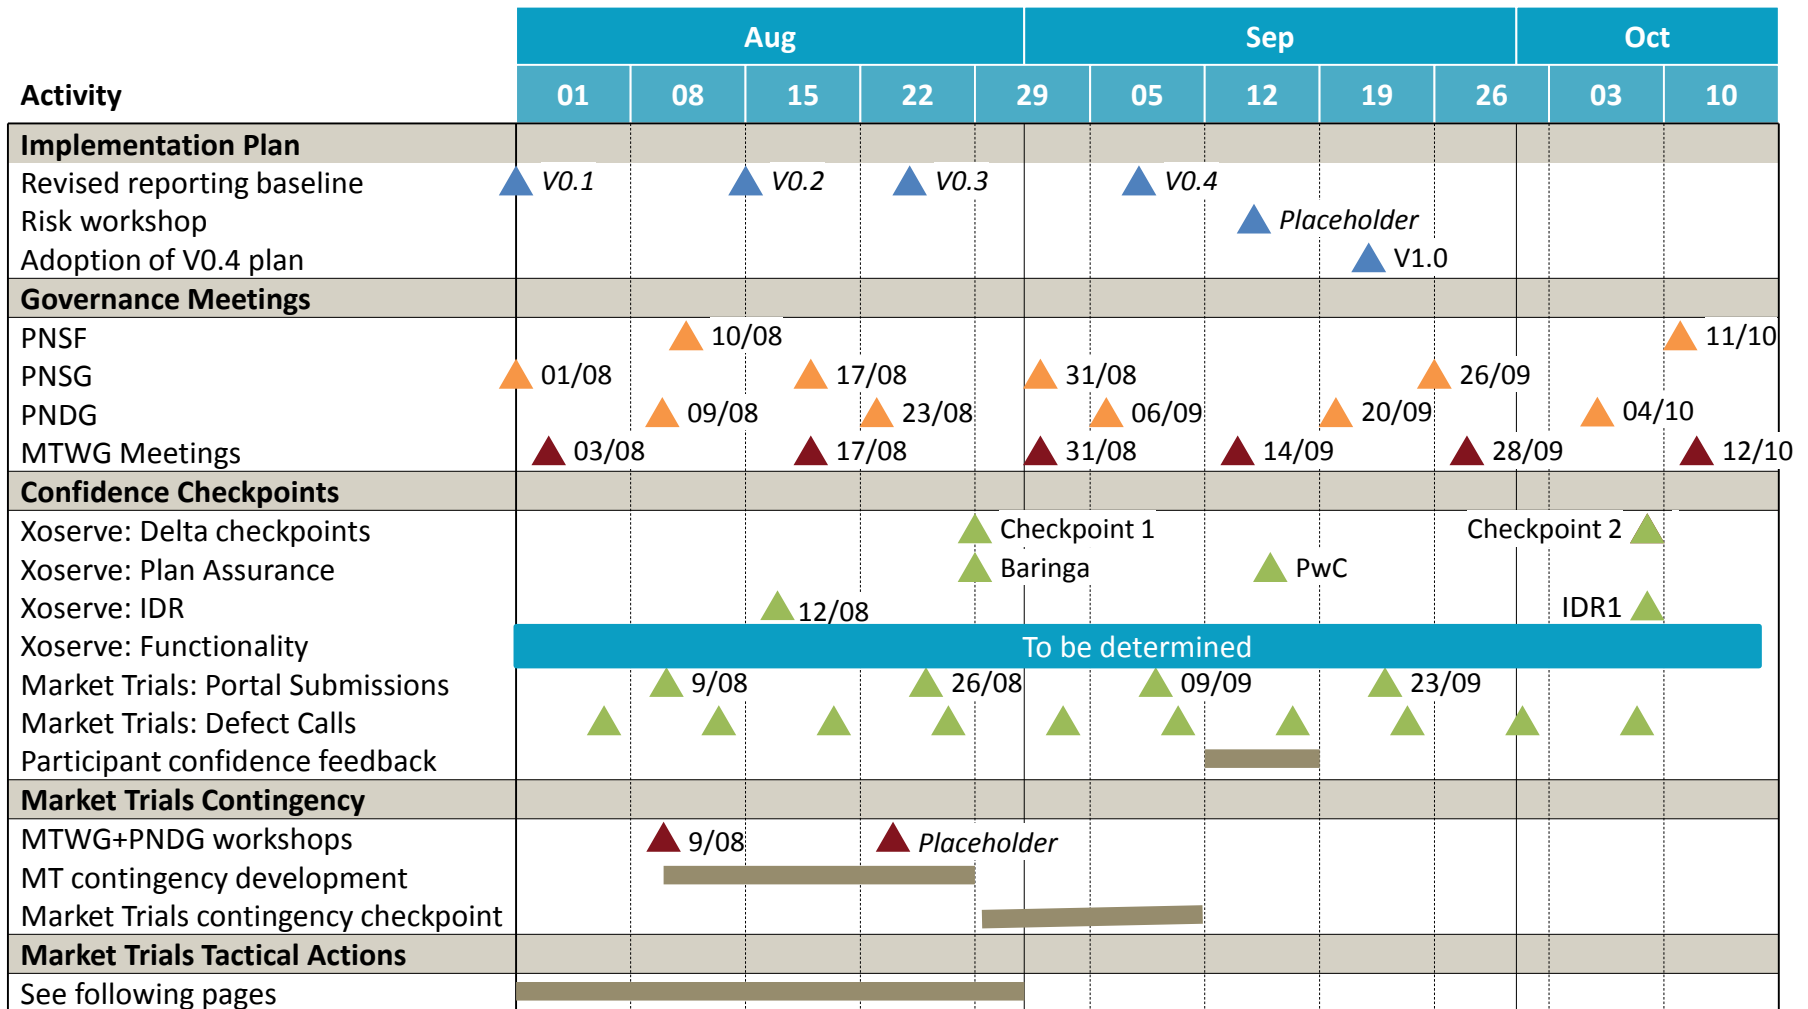 Aug Sep Oct
Activity 01 08 15 22 29 05 12 19 26 03 10
Implementation Plan
Revised reporting baseline V0.1 V0.2 V0.3 V0.4
Risk workshop Placeholder
Adoption of V0.4 plan V1.0
Governance Meetings
PNSF 10/08 11/10
PNSG 01/08 17/08 31/08 26/09
PNDG 09/08 23/08 06/09 20/09 04/10
MTWG Meetings 03/08 17/08 31/08 14/09 28/09 12/10
Confidence Checkpoints
Xoserve: Delta checkpoints Checkpoint 1 Checkpoint 2
Xoserve: Plan Assurance Baringa PwC
Xoserve: IDR 12/08 IDR1
Xoserve: Functionality To be determined
Market Trials: Portal Submissions 9/08 26/08 09/09 23/09
Market Trials: Defect Calls
Participant confidence feedback
Market Trials Contingency
MTWG+PNDG workshops 9/08 Placeholder
MT contingency development
Market Trials contingency checkpoint
Market Trials Tactical Actions
See following pages